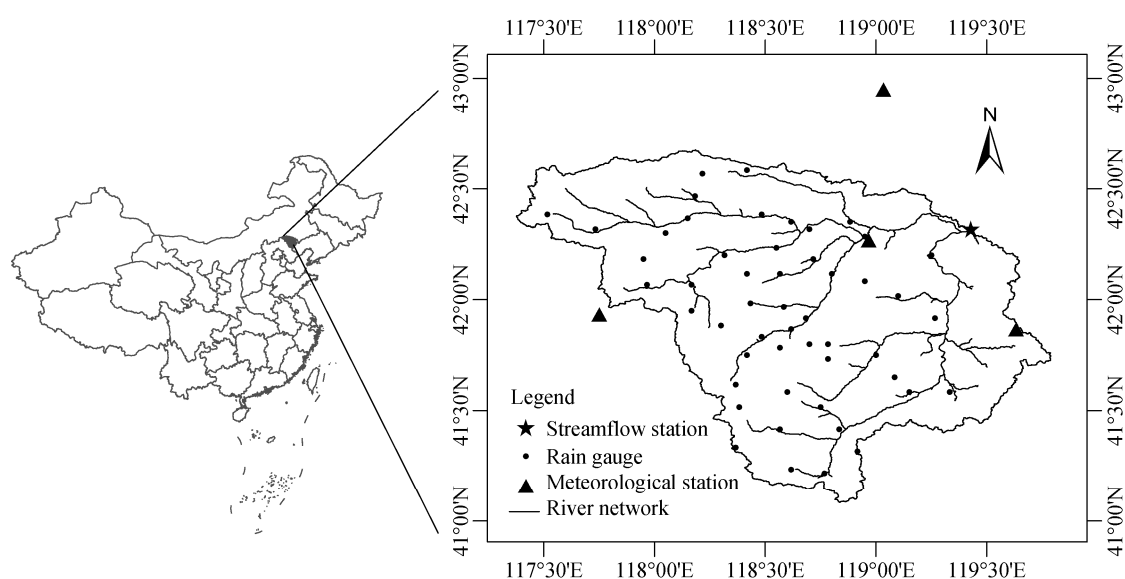 117°30'E 118°00'E 118°30'E 119°00'E 119°30'E
43°00'N 43°00'N
N
42°30'N 42°30'N
42°00'N 42°00'N
Legend
41°30'N 41°30'N
Streamflow station
Rain gauge
Meteorological station
River network
41°00'N 41°00'N
117°30'E 118°00'E 118°30'E 119°00'E 119°30'E